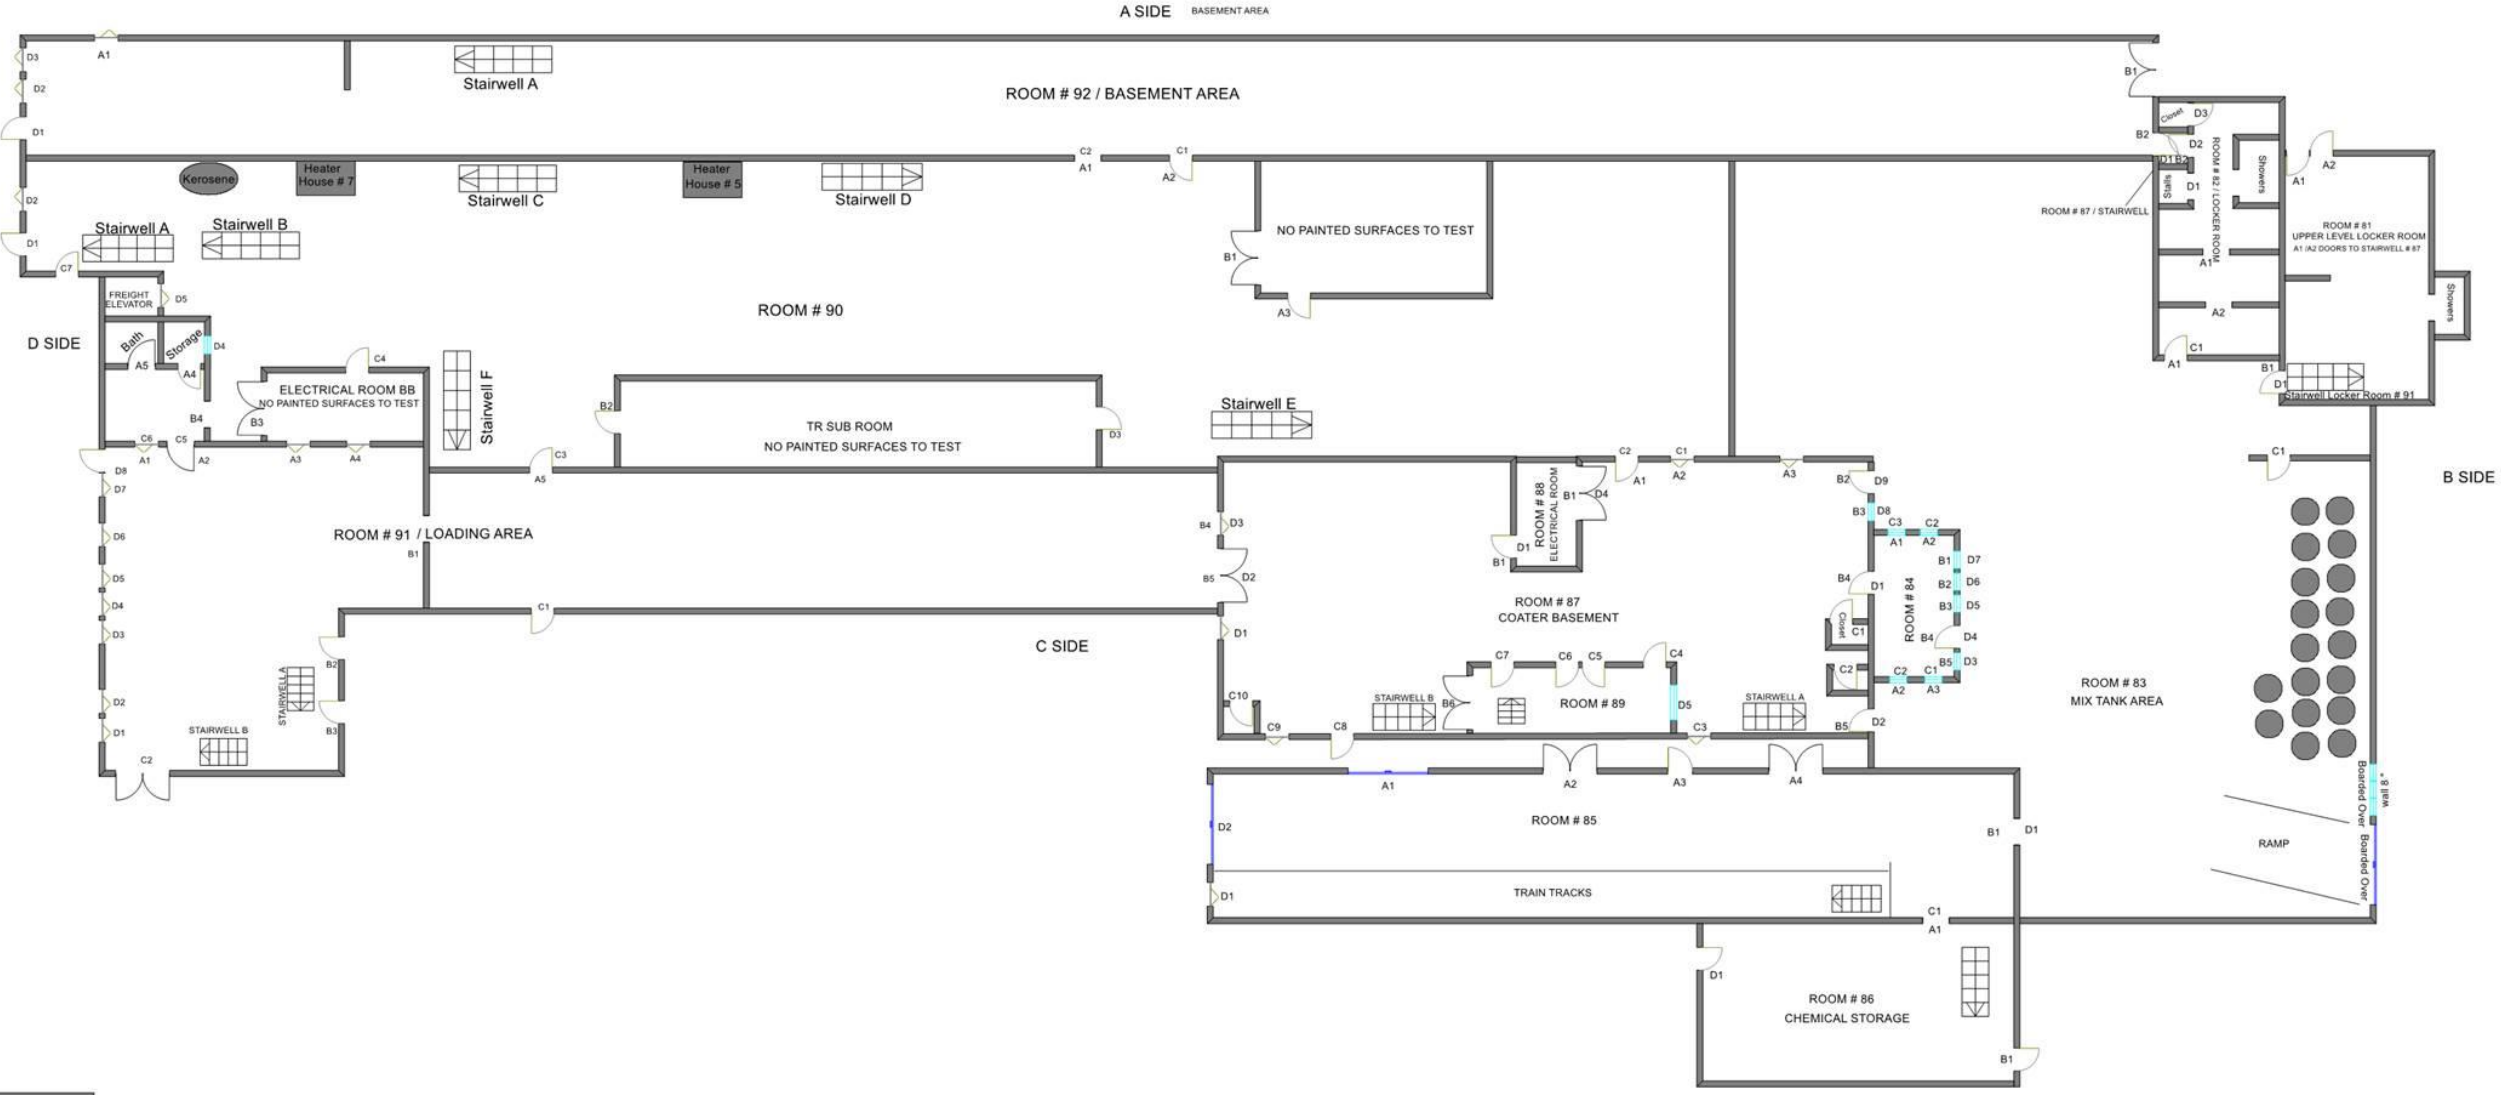 A SIDE BASEMENT AREA
A1
D3
D2
D1
Stairwell A
ROOM # 92 / BASEMENT AREA
B1
B2
C2
C1
A1
A2
Kerosene
Heater
House # 7
Stairwell C
Heater
House # 5
Stairwell D
D2
D1
C7
Stairwell A
Stairwell B
ROOM # 90
B1
NO PAINTED SURFACES TO TEST
A3
Closet
D3
D2
D1 B2
Stalls
D1
Showers
ROOM # 82 / LOCKER ROOM
ROOM # 87 / STAIRWELL
A1
A2
C1
A1
A1
A2
ROOM # 81
UPPER LEVEL LOCKER ROOM
A1 /A2 DOORS TO STAIRWELL # 87
Showers
B1
D1
Stairwell Locker Room # 91
FREIGHT
ELEVATOR
D5
D SIDE
Bath
Storage
D4
A5
A4
C4
ELECTRICAL ROOM BB
NO PAINTED SURFACES TO TEST
B4
B3
Stairwell F
B2
TR SUB ROOM
NO PAINTED SURFACES TO TEST
D3
Stairwell E
C6
C5
A1
A2
A3
A4
C3
A5
D8
D7
D6
D5
D4
D3
D2
D1
ROOM # 91 / LOADING AREA
B1
B4
D3
B5
D2
D1
C1
B2
B3
STAIRWELL A
STAIRWELL B
C2
C SIDE
ROOM # 88
ELECTRICAL ROOM
B1
D4
D1
B1
C2
C1
A1
A2
A3
B2
D9
B3
D8
ROOM # 87
COATER BASEMENT
B4
D1
Closet
C1
C2
B5
D2
C3
C2
A1
A2
B1
D7
B2
D6
B3
D5
B4
D4
B5
D3
ROOM # 84
C2
C1
A2
A3
C7
C6
C5
C4
B6
ROOM # 89
D5
STAIRWELL B
STAIRWELL A
C10
C9
C8
C3
C1
B SIDE
ROOM # 83
MIX TANK AREA
Boarded Over
wall 8 "
Boarded Over
RAMP
A1
A2
A3
A4
D2
ROOM # 85
B1
D1
D1
TRAIN TRACKS
C1
A1
D1
ROOM # 86
CHEMICAL STORAGE
B1